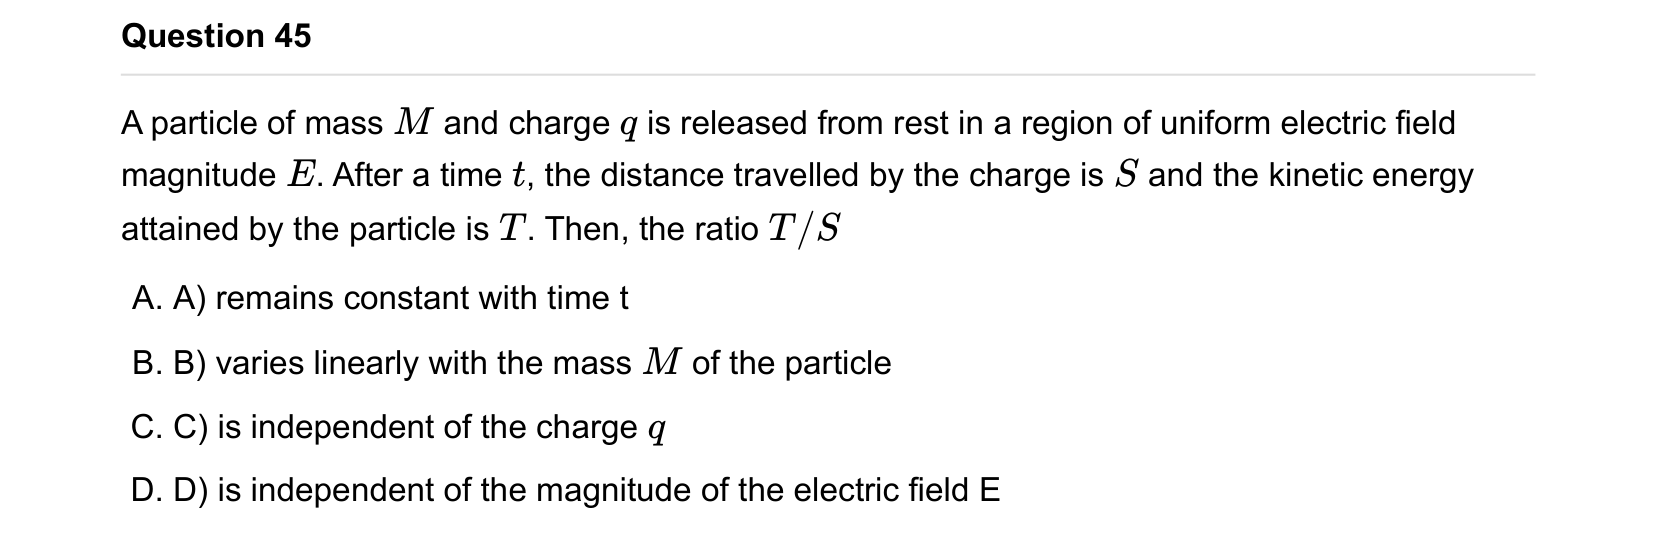 Question 45
A particle of mass M and charge q is released from rest in a region of uniform electric field
magnitude E. After a time t, the distance travelled by the charge is S and the kinetic energy
attained by the particle is T. Then, the ratio T/S
A. A) remains constant with time t
B. B) varies linearly with the mass M of the particle
C. C) is independent of the charge q
D. D) is independent of the magnitude of the electric field E